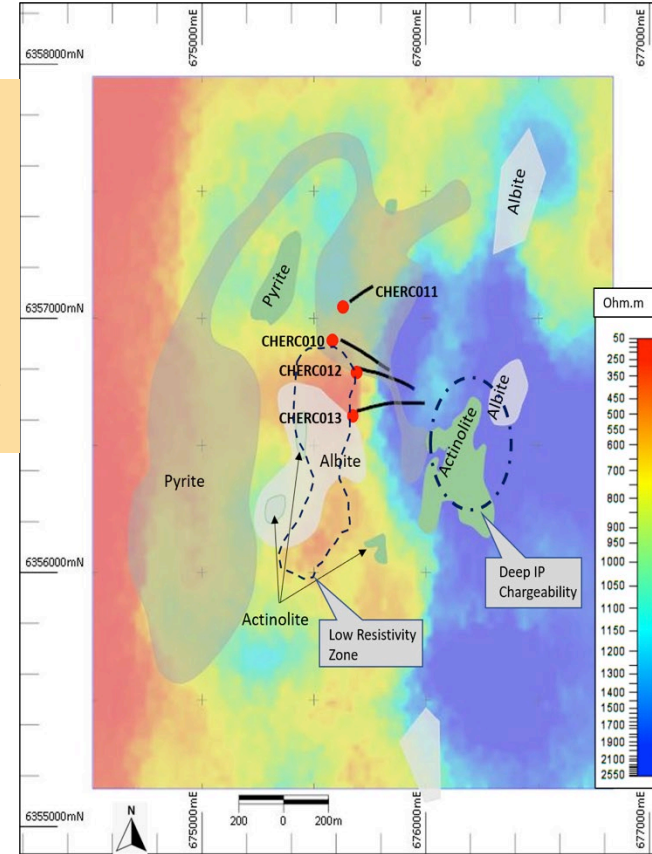 675000mE
676000mE
677000mE
6358000mN
Albite
Pyrite
CHERC011
6357000mN
CHERC010
CHERC012
CHERC013
Albite
Actinolite
Albite
Pyrite
Ohm.m
50
250
350
400
450
500
550
600
700
800
850
900
950
1000
1050
1100
1200
1300
1400
1500
1700
1900
2100
2550
Deep IP
Chargeability
6356000mN
Actinolite
Low Resistivity
Zone
6355000mN
N
200 0 200m
675000mE
676000mE
677000mE